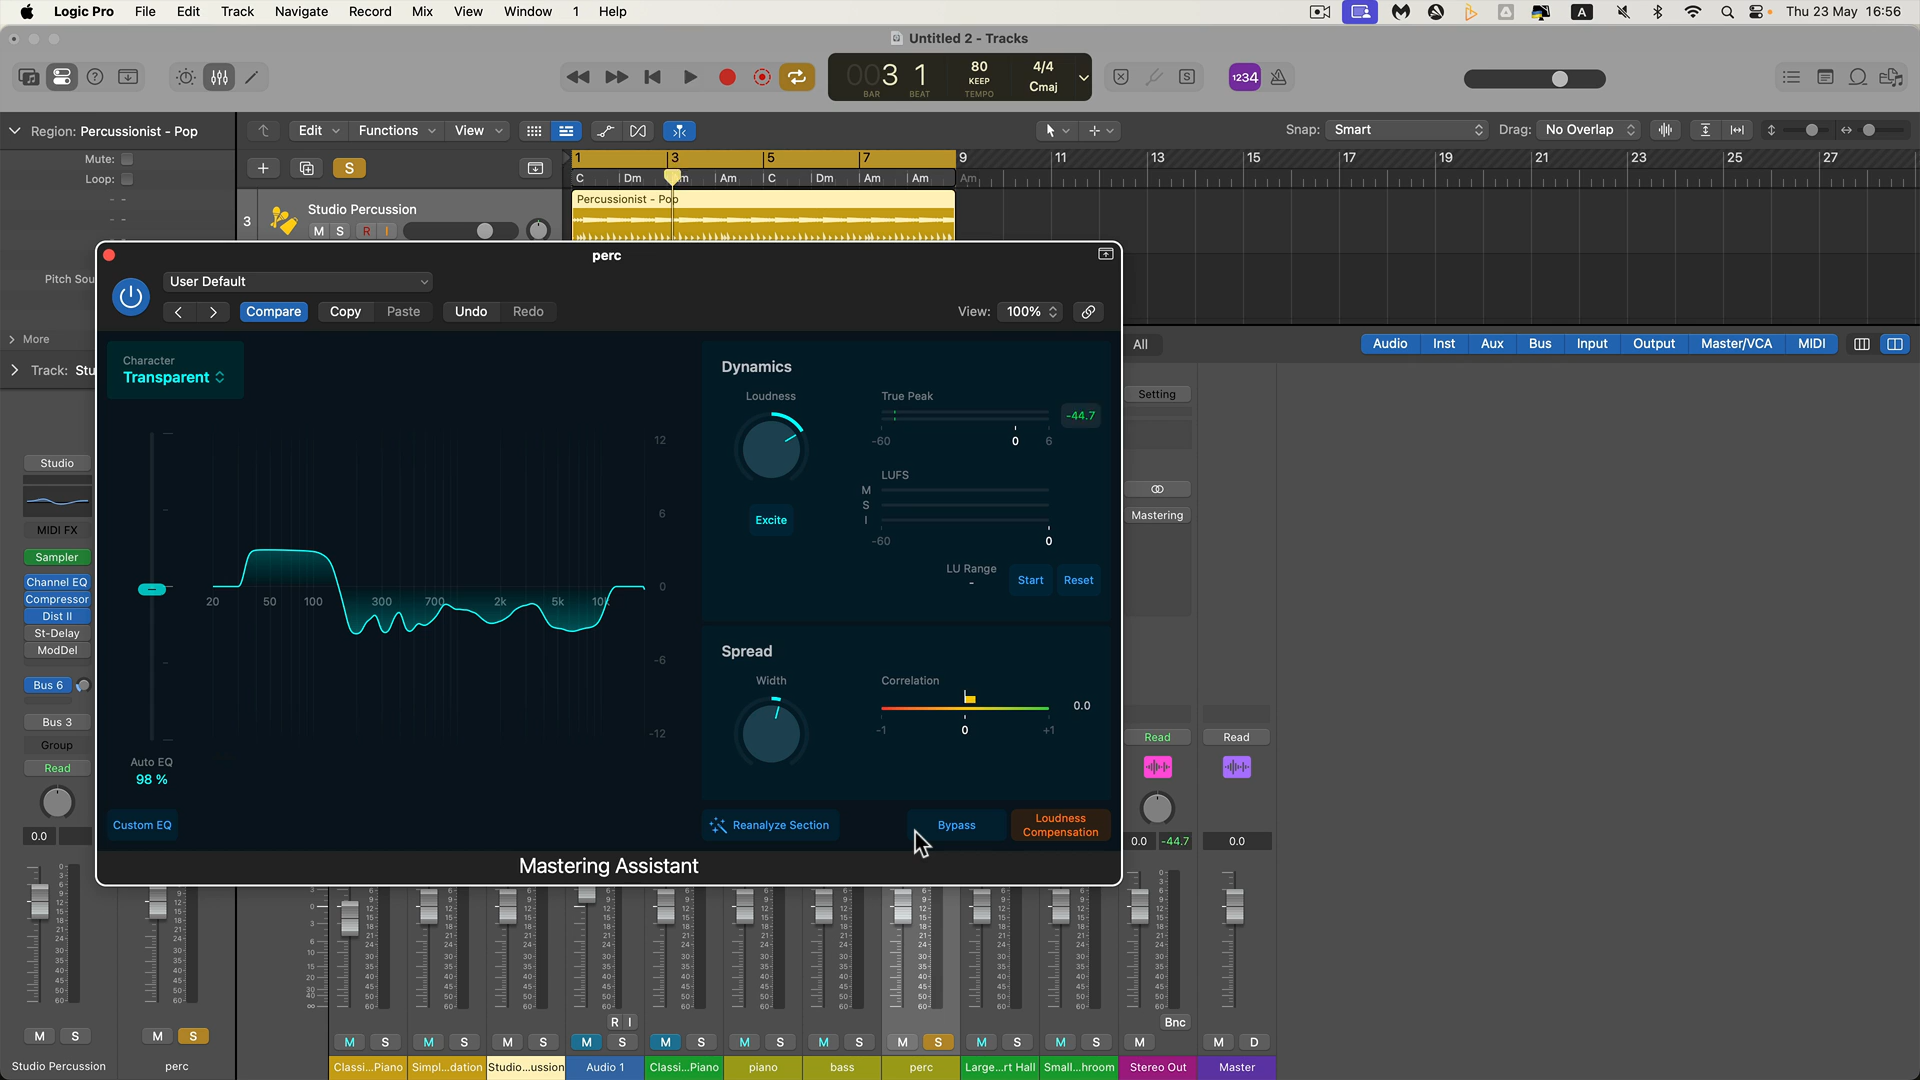 Logic Pro File Edit Track Navigate Record Mix View Window 1 Help
A Thu 23 May 16:56
Untitled 2 - Tracks
003 1 80 4/4
KEEP Cmaj
BAR BEAT TEMPO
S 1234
Region: Percussionist - Pop
Edit Functions View
Snap: Smart Drag: No Overlap
Mute:
Loop:
S
1 3 5 7 9 11 13 15 17 19 21 23 25 27
C Dm Am C Dm Am Am Am
Percussionist - Pop
3 Studio Percussion
M S R I
Pitch Sou
More
Track: Stu
perc
User Default
Compare Copy Paste Undo Redo
View: 100%
All Audio Inst Aux Bus Input Output Master/VCA MIDI
Character
Transparent
12
6
0
-6
-12
20 50 100 300 700 2k 5k 10k
Auto EQ
98 %
Custom EQ
Dynamics
Loudness
Excite
True Peak
-44.7
-60 0 6
LUFS
M
S
I
-60 0
LU Range
-
Start Reset
Spread
Width
Correlation
0.0
-1 0 +1
Reanalyze Section
Bypass
Loudness
Compensation
Mastering Assistant
Studio
MIDI FX
Sampler
Channel EQ
Compressor
Dist II
St-Delay
ModDel
Bus 6
Bus 3
Group
Read
0.0
Setting
Mastering
Read Read
0.0 -44.7 0.0
R I
Bnc
M S M S
M S M S M S M S M S M S M S M S M S M S M M D
Studio Percussion perc
Classi...Piano Simpl...dation Studio...ussion Audio 1 Classi...Piano piano bass perc Large...rt Hall Small...hroom Stereo Out Master